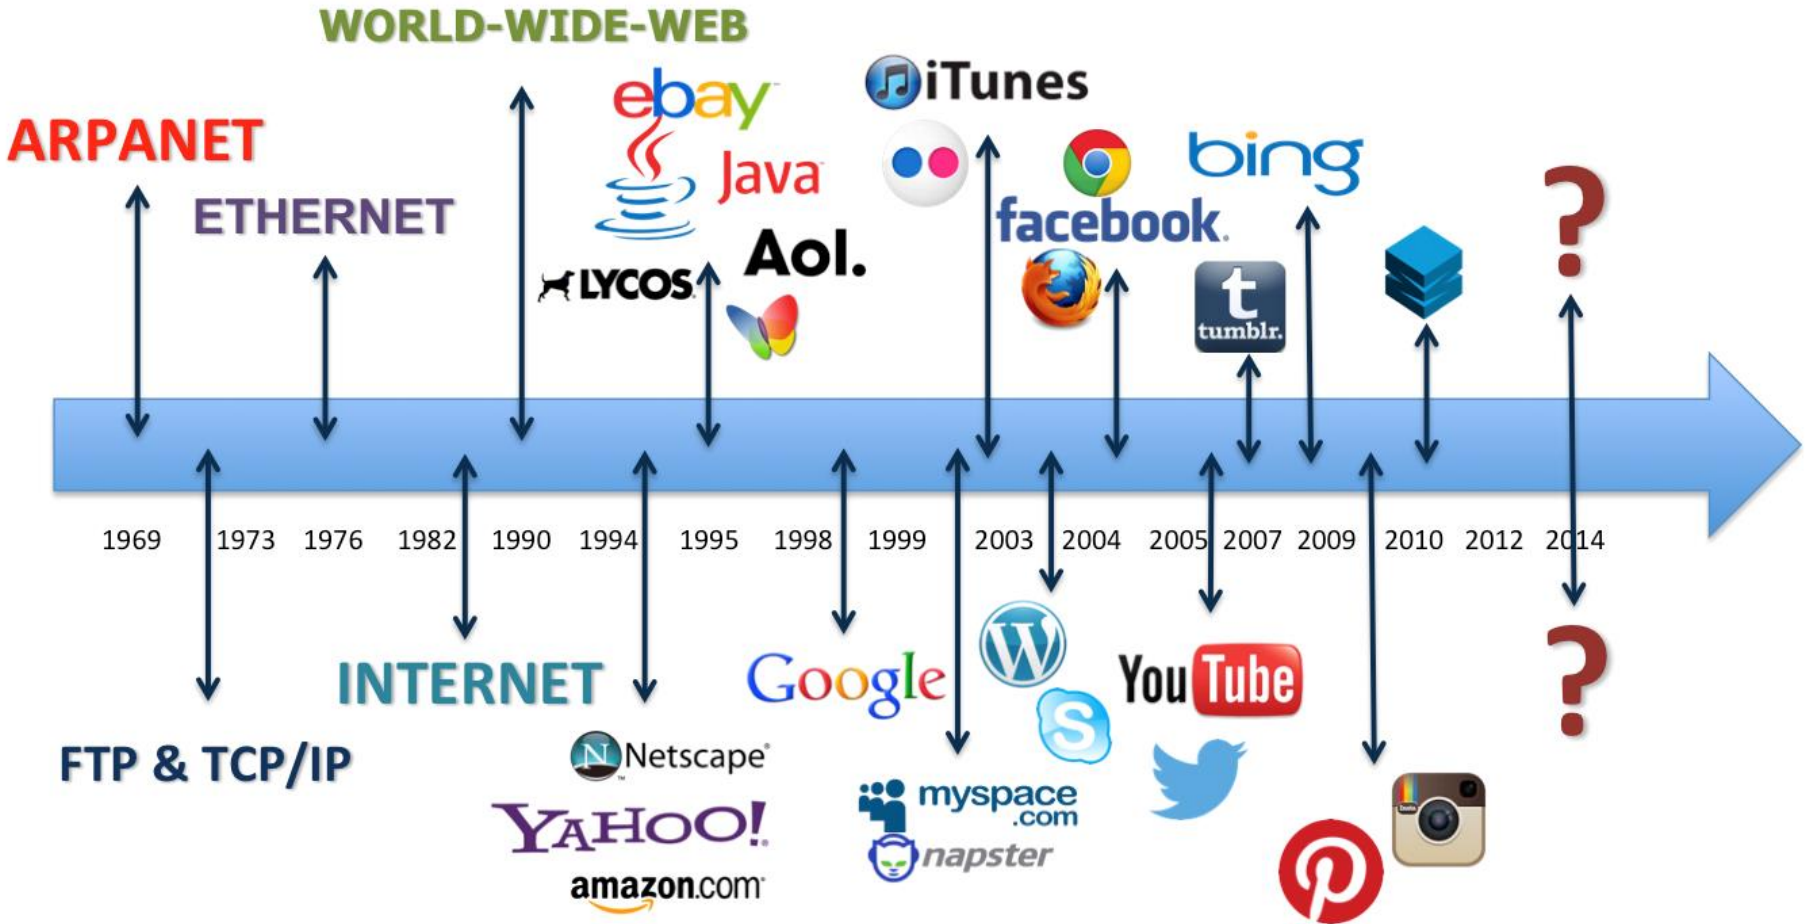 WORLD-WIDE-WEB
ebay
iTunes
ARPANET
Java
bing
?
ETHERNET
facebook.
Aol.
LYCOS
t
tumblr.
1969 1973 1976 1982 1990 1994 1995 1998 1999 2003 2004 2005 2007 2009 2010 2012 2014
W
INTERNET
Google
YouTube
?
S
FTP & TCP/IP
N Netscape®
myspace
.com
YAHOO!
napster
amazon.com
P